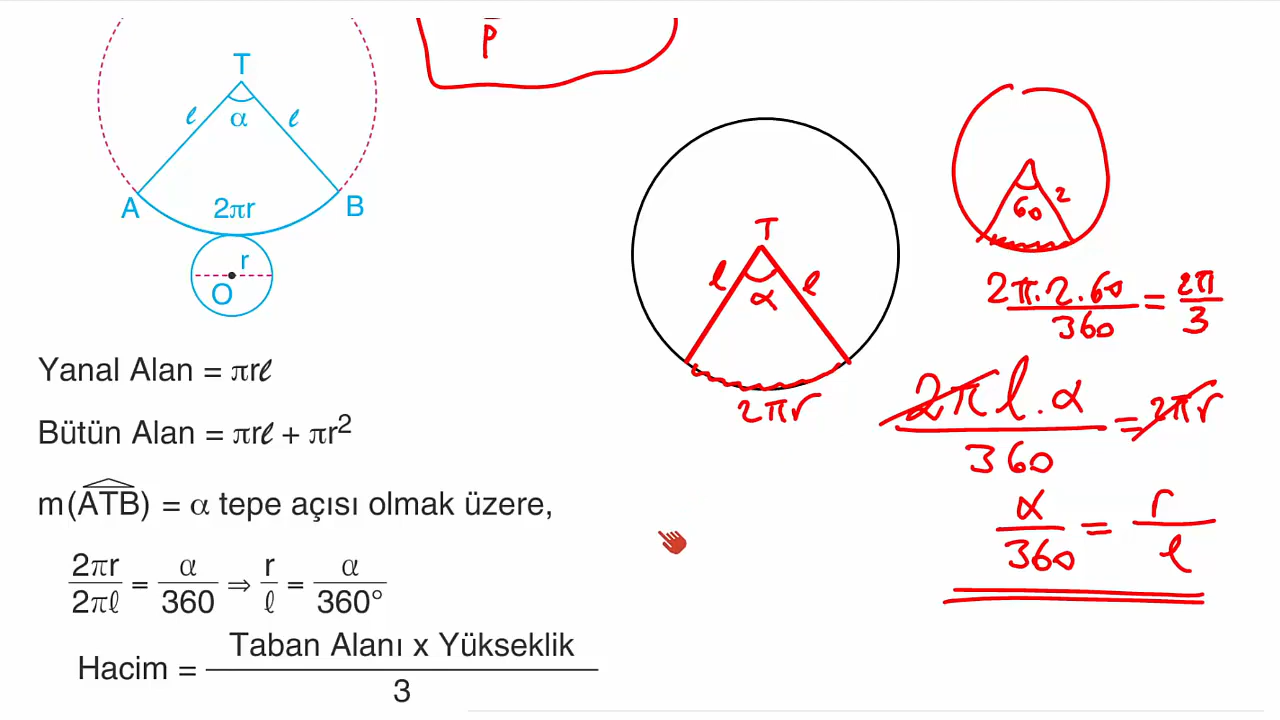 T
ℓ α ℓ
A 2πr B
r
O
Yanal Alan = πrℓ
Bütün Alan = πrℓ + πr²
m(ATB) = α tepe açısı olmak üzere,
2πr/2πℓ = α/360 ⇒ r/ℓ = α/360°
Hacim = Taban Alanı x Yükseklik / 3
P
T
ℓ α ℓ
2πr
60 2
2π.2.60/360 = 2π/3
2πℓ.α/360 = 2πr
α/360 = r/ℓ